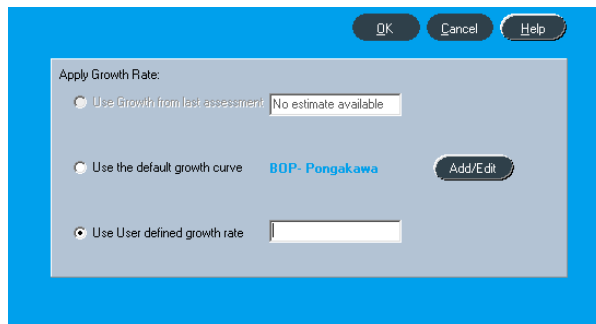 OK Cancel Help
Apply Growth Rate:
Use Growth from last assessment No estimate available
Use the default growth curve BOP- Pongakawa Add/Edit
Use User defined growth rate